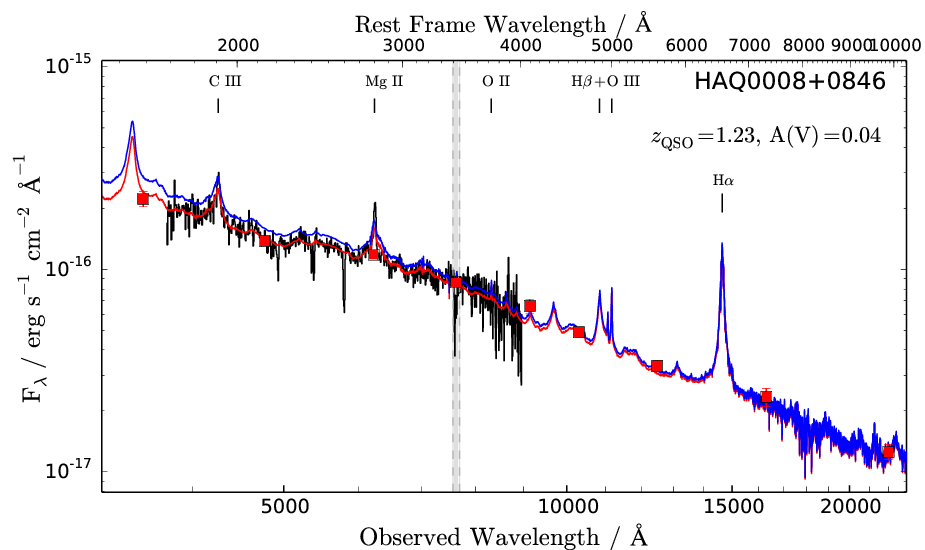 Rest Frame Wavelength / Å
2000 3000 4000 5000 6000 7000 8000 9000 10000
10⁻¹⁵
C III Mg II O II Hβ+O III HAQ0008+0846
z_QSO=1.23, A(V)=0.04
Hα
F_λ / erg s⁻¹ cm⁻² Å⁻¹
10⁻¹⁶
10⁻¹⁷
5000 10000 15000 20000
Observed Wavelength / Å